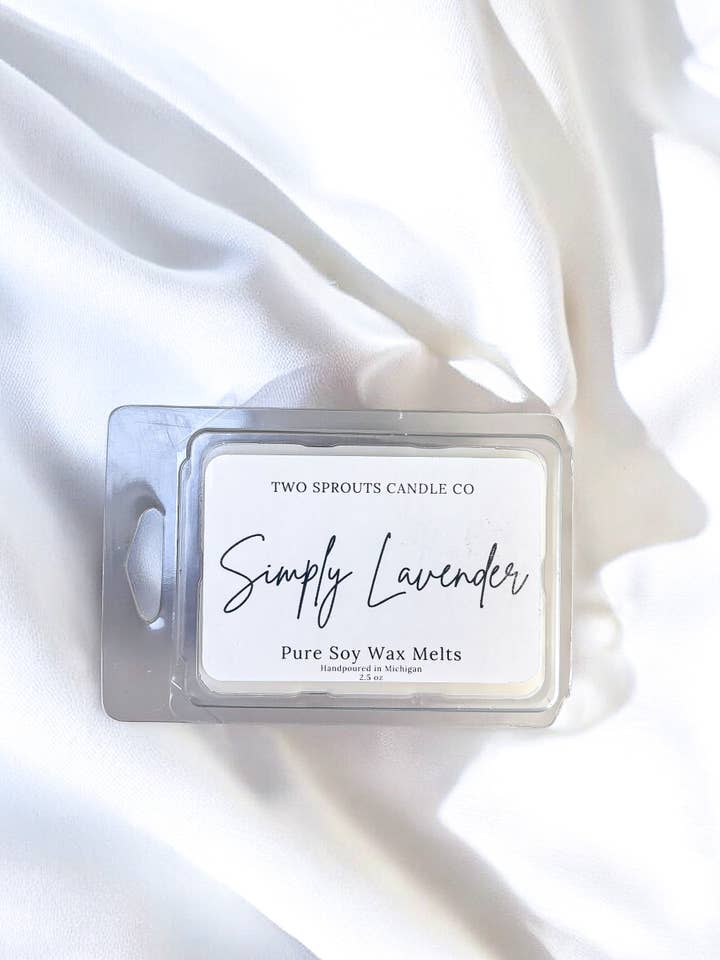 TWO SPROUTS CANDLE CO
Simply Lavender
Pure Soy Wax Melts
Handpoured in Michigan
2.5 oz